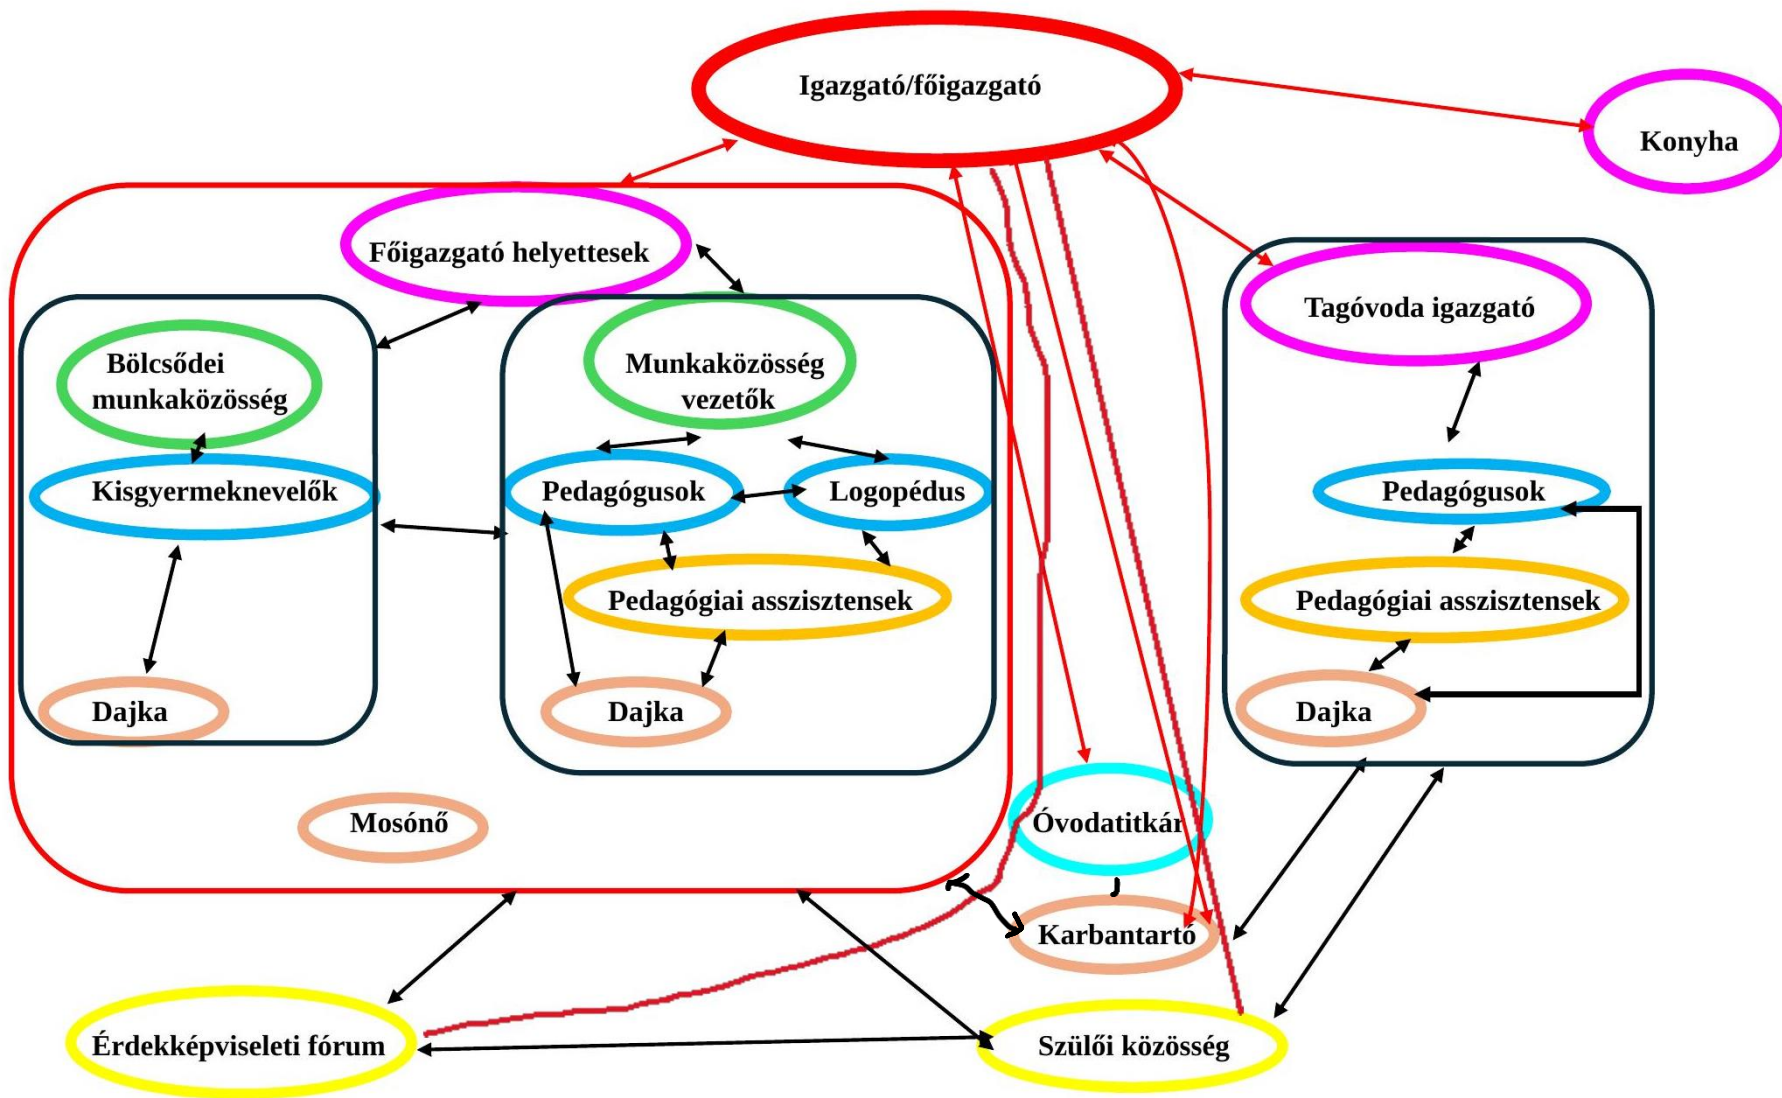 Igazgató/főigazgató
Konyha
Főigazgató helyettesek
Tagóvoda igazgató
Bölcsődei
munkaközösség
Munkaközösség
vezetők
Kisgyermeknevelők
Pedagógusok
Logopédus
Pedagógusok
Pedagógiai asszisztensek
Pedagógiai asszisztensek
Dajka
Dajka
Dajka
Mosónő
Óvodatitkár
Karbantartó
Érdekképviseleti fórum
Szülői közösség